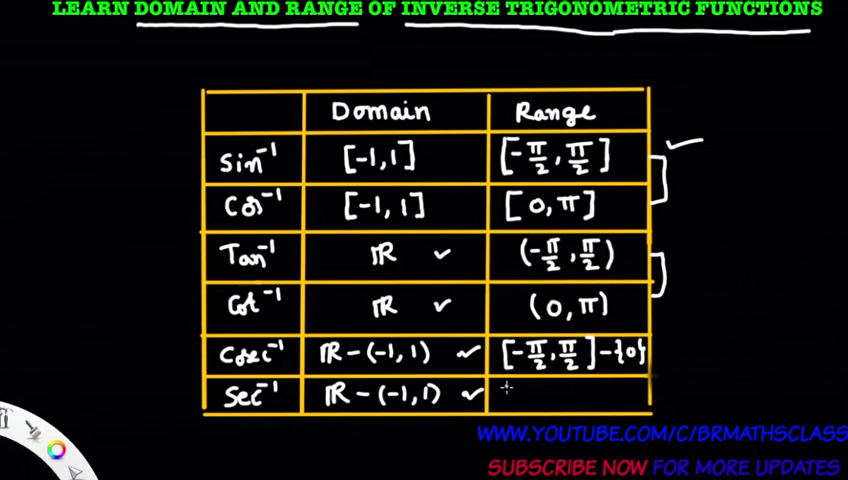 LEARN DOMAIN AND RANGE OF INVERSE TRIGONOMETRIC FUNCTIONS
Domain Range
Sin⁻¹ [-1,1] [-π/2, π/2]
Cos⁻¹ [-1, 1] [0, π]
Tan⁻¹ ℝ ✓ (-π/2, π/2)
Cot⁻¹ ℝ ✓ (0, π)
Cosec⁻¹ ℝ-(-1, 1) ✓ [-π/2, π/2]-{0}
Sec⁻¹ ℝ-(-1, 1) ✓
WWW.YOUTUBE.COM/C/BRMATHSCLASS
SUBSCRIBE NOW FOR MORE UPDATES